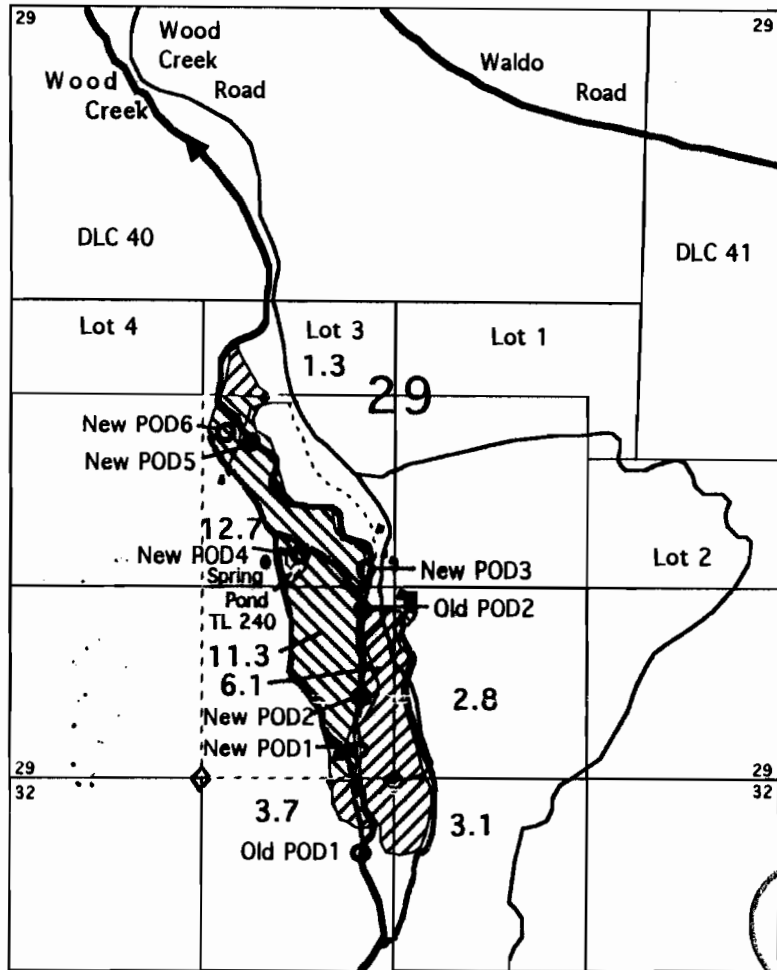 29
29
Wood
Creek
Road
Wood
Creek
Waldo
Road
DLC 40
DLC 41
Lot 4
Lot 3
Lot 1
1.3
29
New POD6
New POD5
12.7
New POD4
Spring
Pond
TL 240
New POD3
Lot 2
Old POD2
11.3
6.1
2.8
New POD2
New POD1
29
32
29
32
3.7
3.1
Old POD1